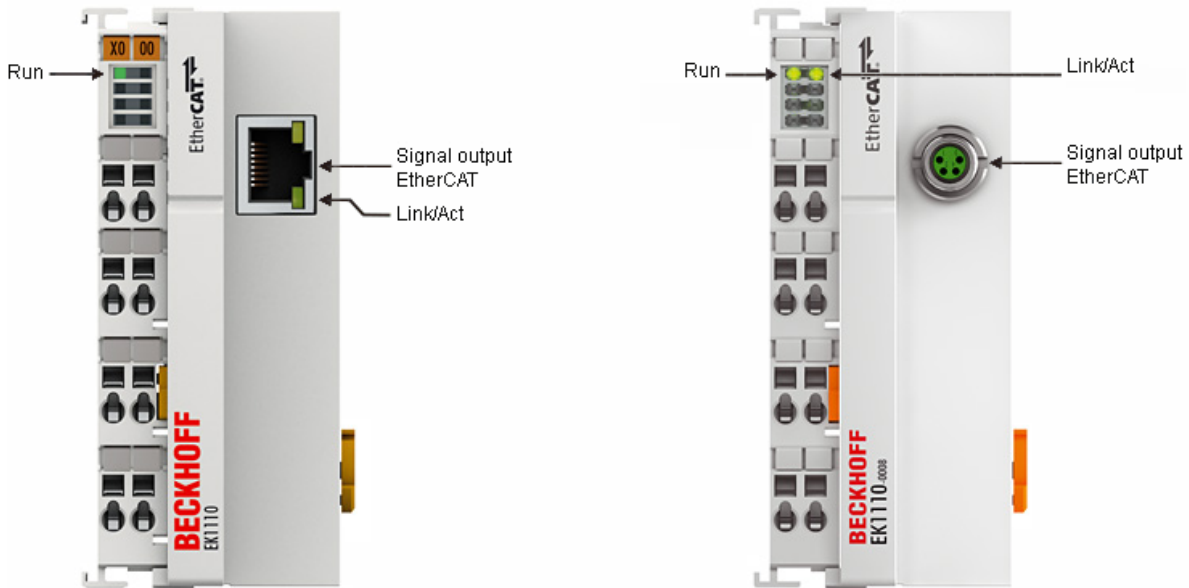 X0 00
Run
EtherCAT
Signal output
EtherCAT
Link/Act
BECKHOFF
EK1110
Run
Link/Act
EtherCAT
Signal output
EtherCAT
BECKHOFF
EK1110-0008